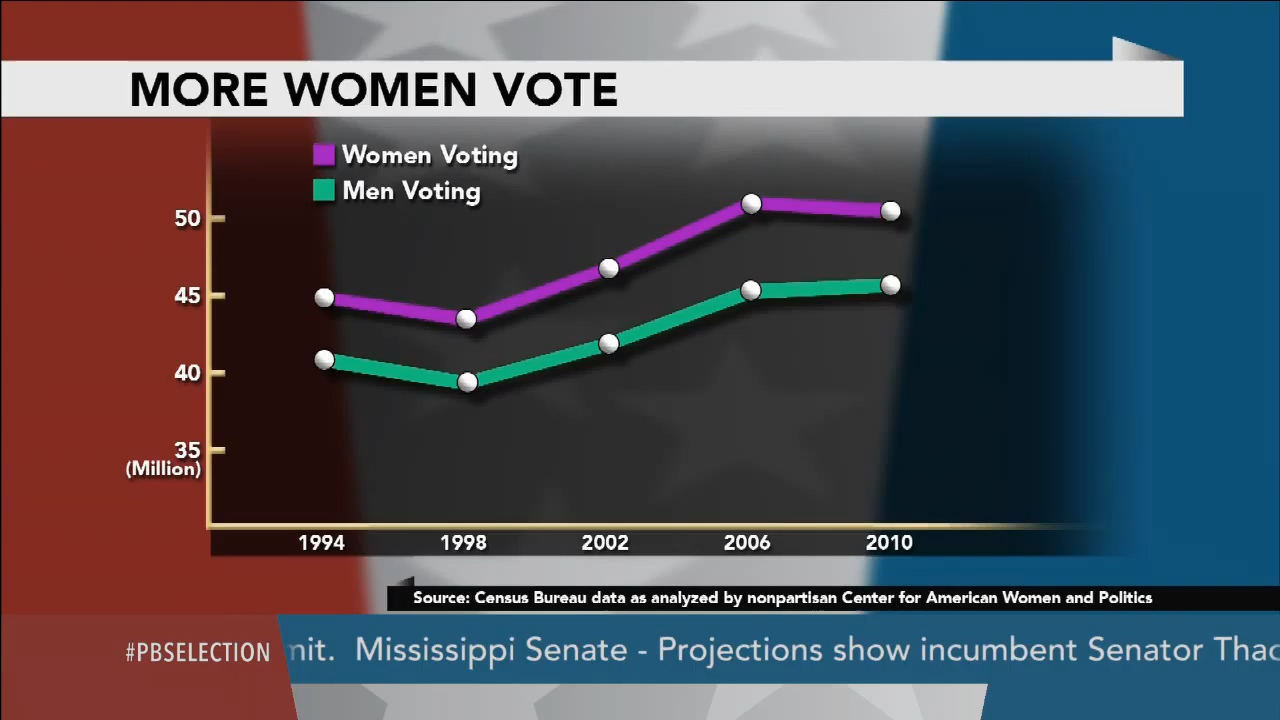 MORE WOMEN VOTE
Women Voting
Men Voting
50
45
40
35
(Million)
1994 1998 2002 2006 2010
Source: Census Bureau data as analyzed by nonpartisan Center for American Women and Politics
#PBSELECTION mit. Mississippi Senate - Projections show incumbent Senator Thad